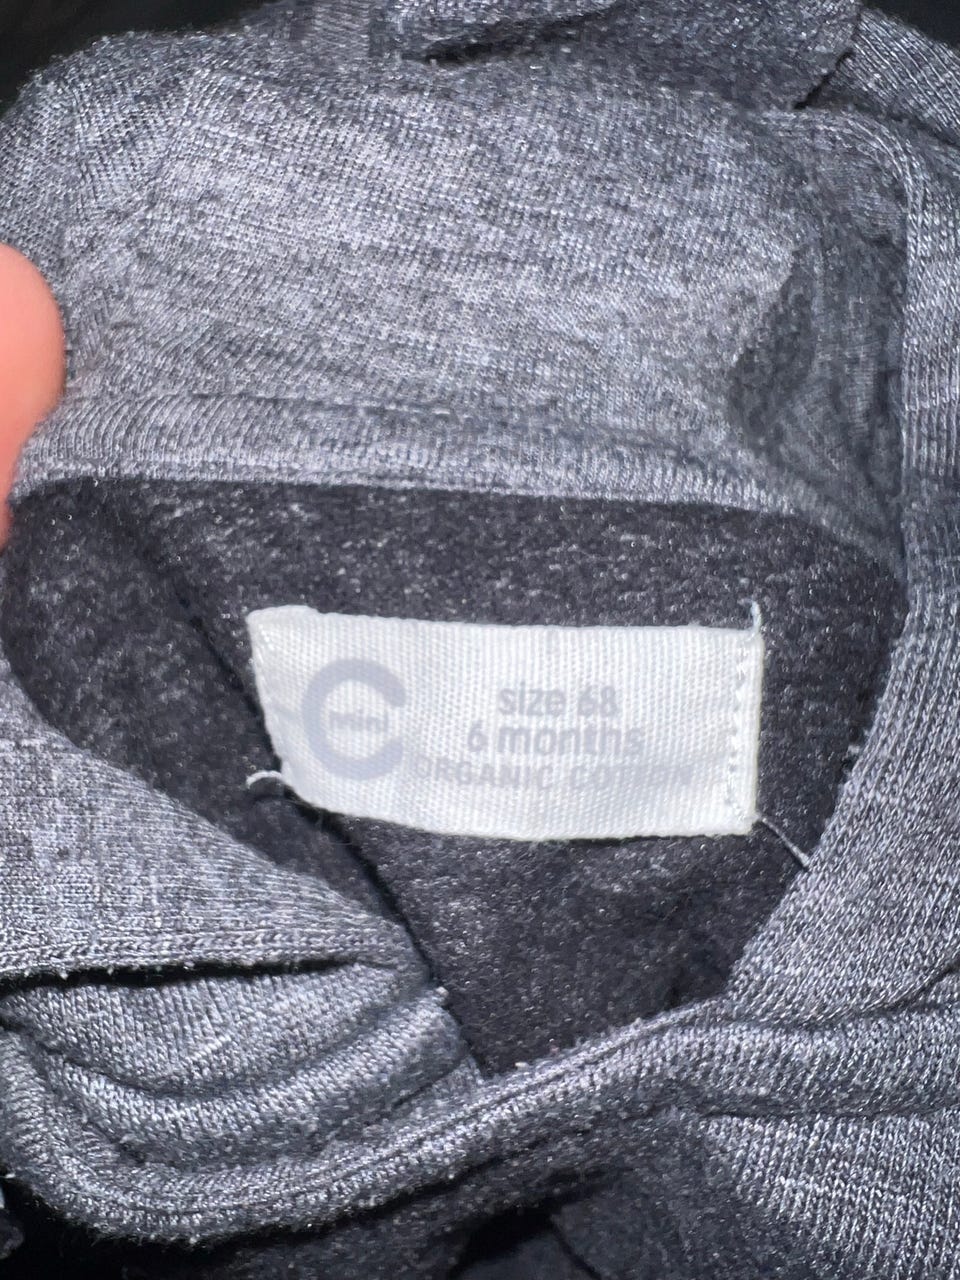 mini
size 68
6 months
ORGANIC COTTON